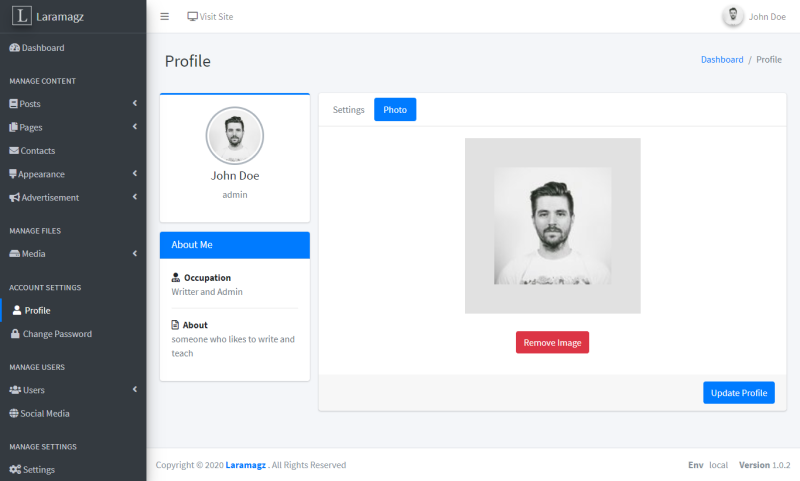 L Laramagz
Visit Site
John Doe
Dashboard
MANAGE CONTENT
Posts
Pages
Contacts
Appearance
Advertisement
MANAGE FILES
Media
ACCOUNT SETTINGS
Profile
Change Password
MANAGE USERS
Users
Social Media
MANAGE SETTINGS
Settings
Profile
Dashboard / Profile
John Doe
admin
About Me
Occupation
Writter and Admin
About
someone who likes to write and
teach
Settings Photo
Remove Image
Update Profile
Copyright © 2020 Laramagz . All Rights Reserved
Env local Version 1.0.2